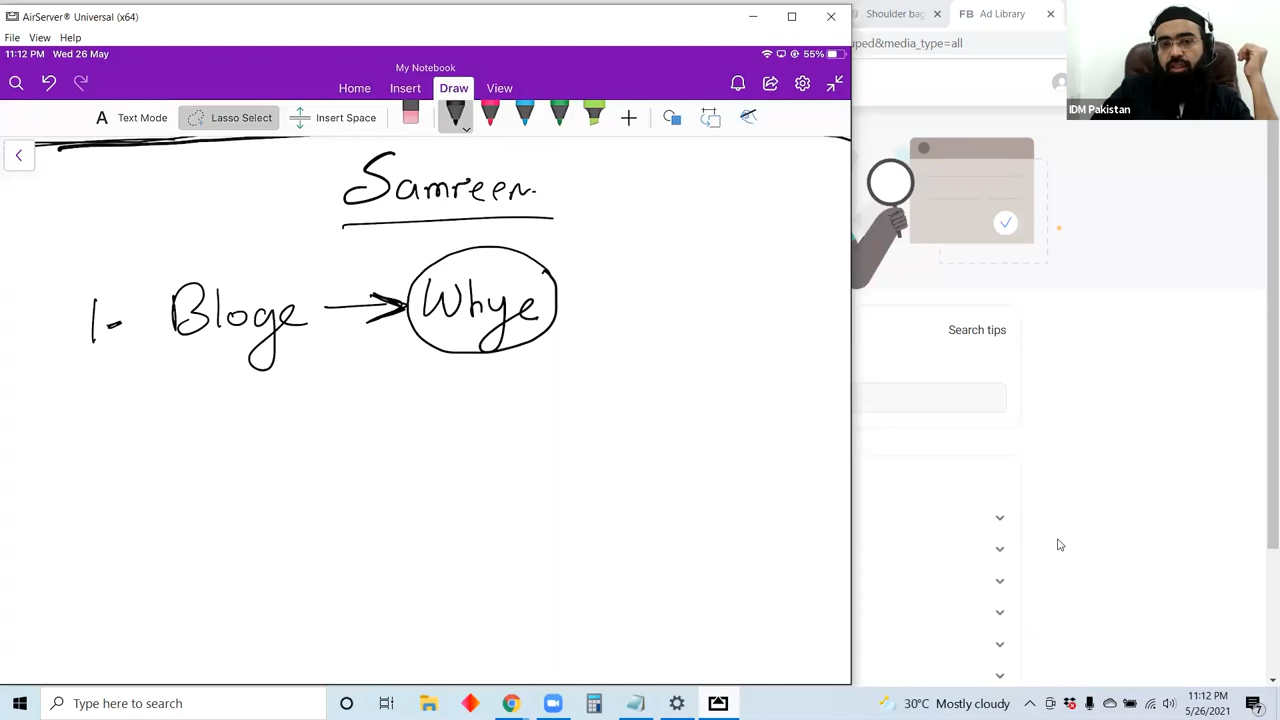 AirServer® Universal (x64)
File View Help
11:12 PM Wed 26 May
55%
My Notebook
Home Insert Draw View
A Text Mode Lasso Select Insert Space
Samreen
1- Bloge → Whye
Shoulder bag
FB Ad Library
uped&media_type=all
IDM Pakistan
Search tips
Type here to search
30°C Mostly cloudy
11:12 PM
5/26/2021
7